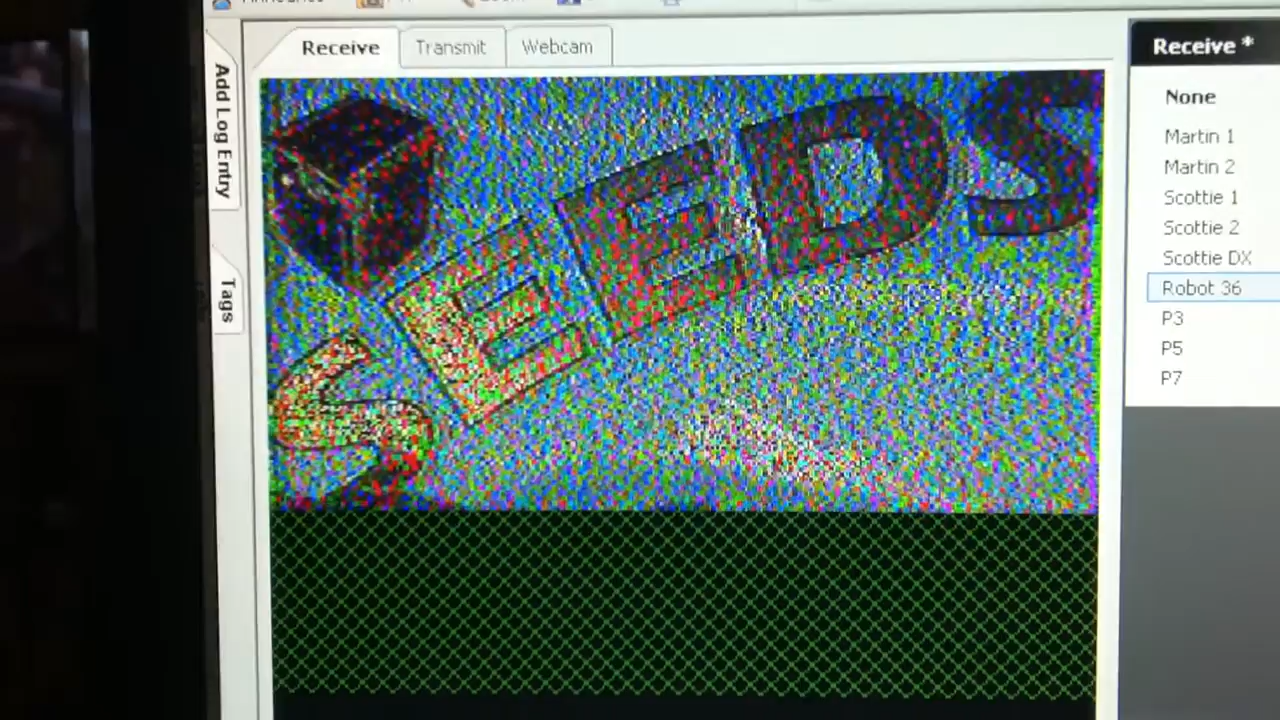 Receive
Transmit
Webcam
Receive *
Add Log Entry
Tags
None
Martin 1
Martin 2
Scottie 1
Scottie 2
Scottie DX
Robot 36
P3
P5
P7
SEEDS